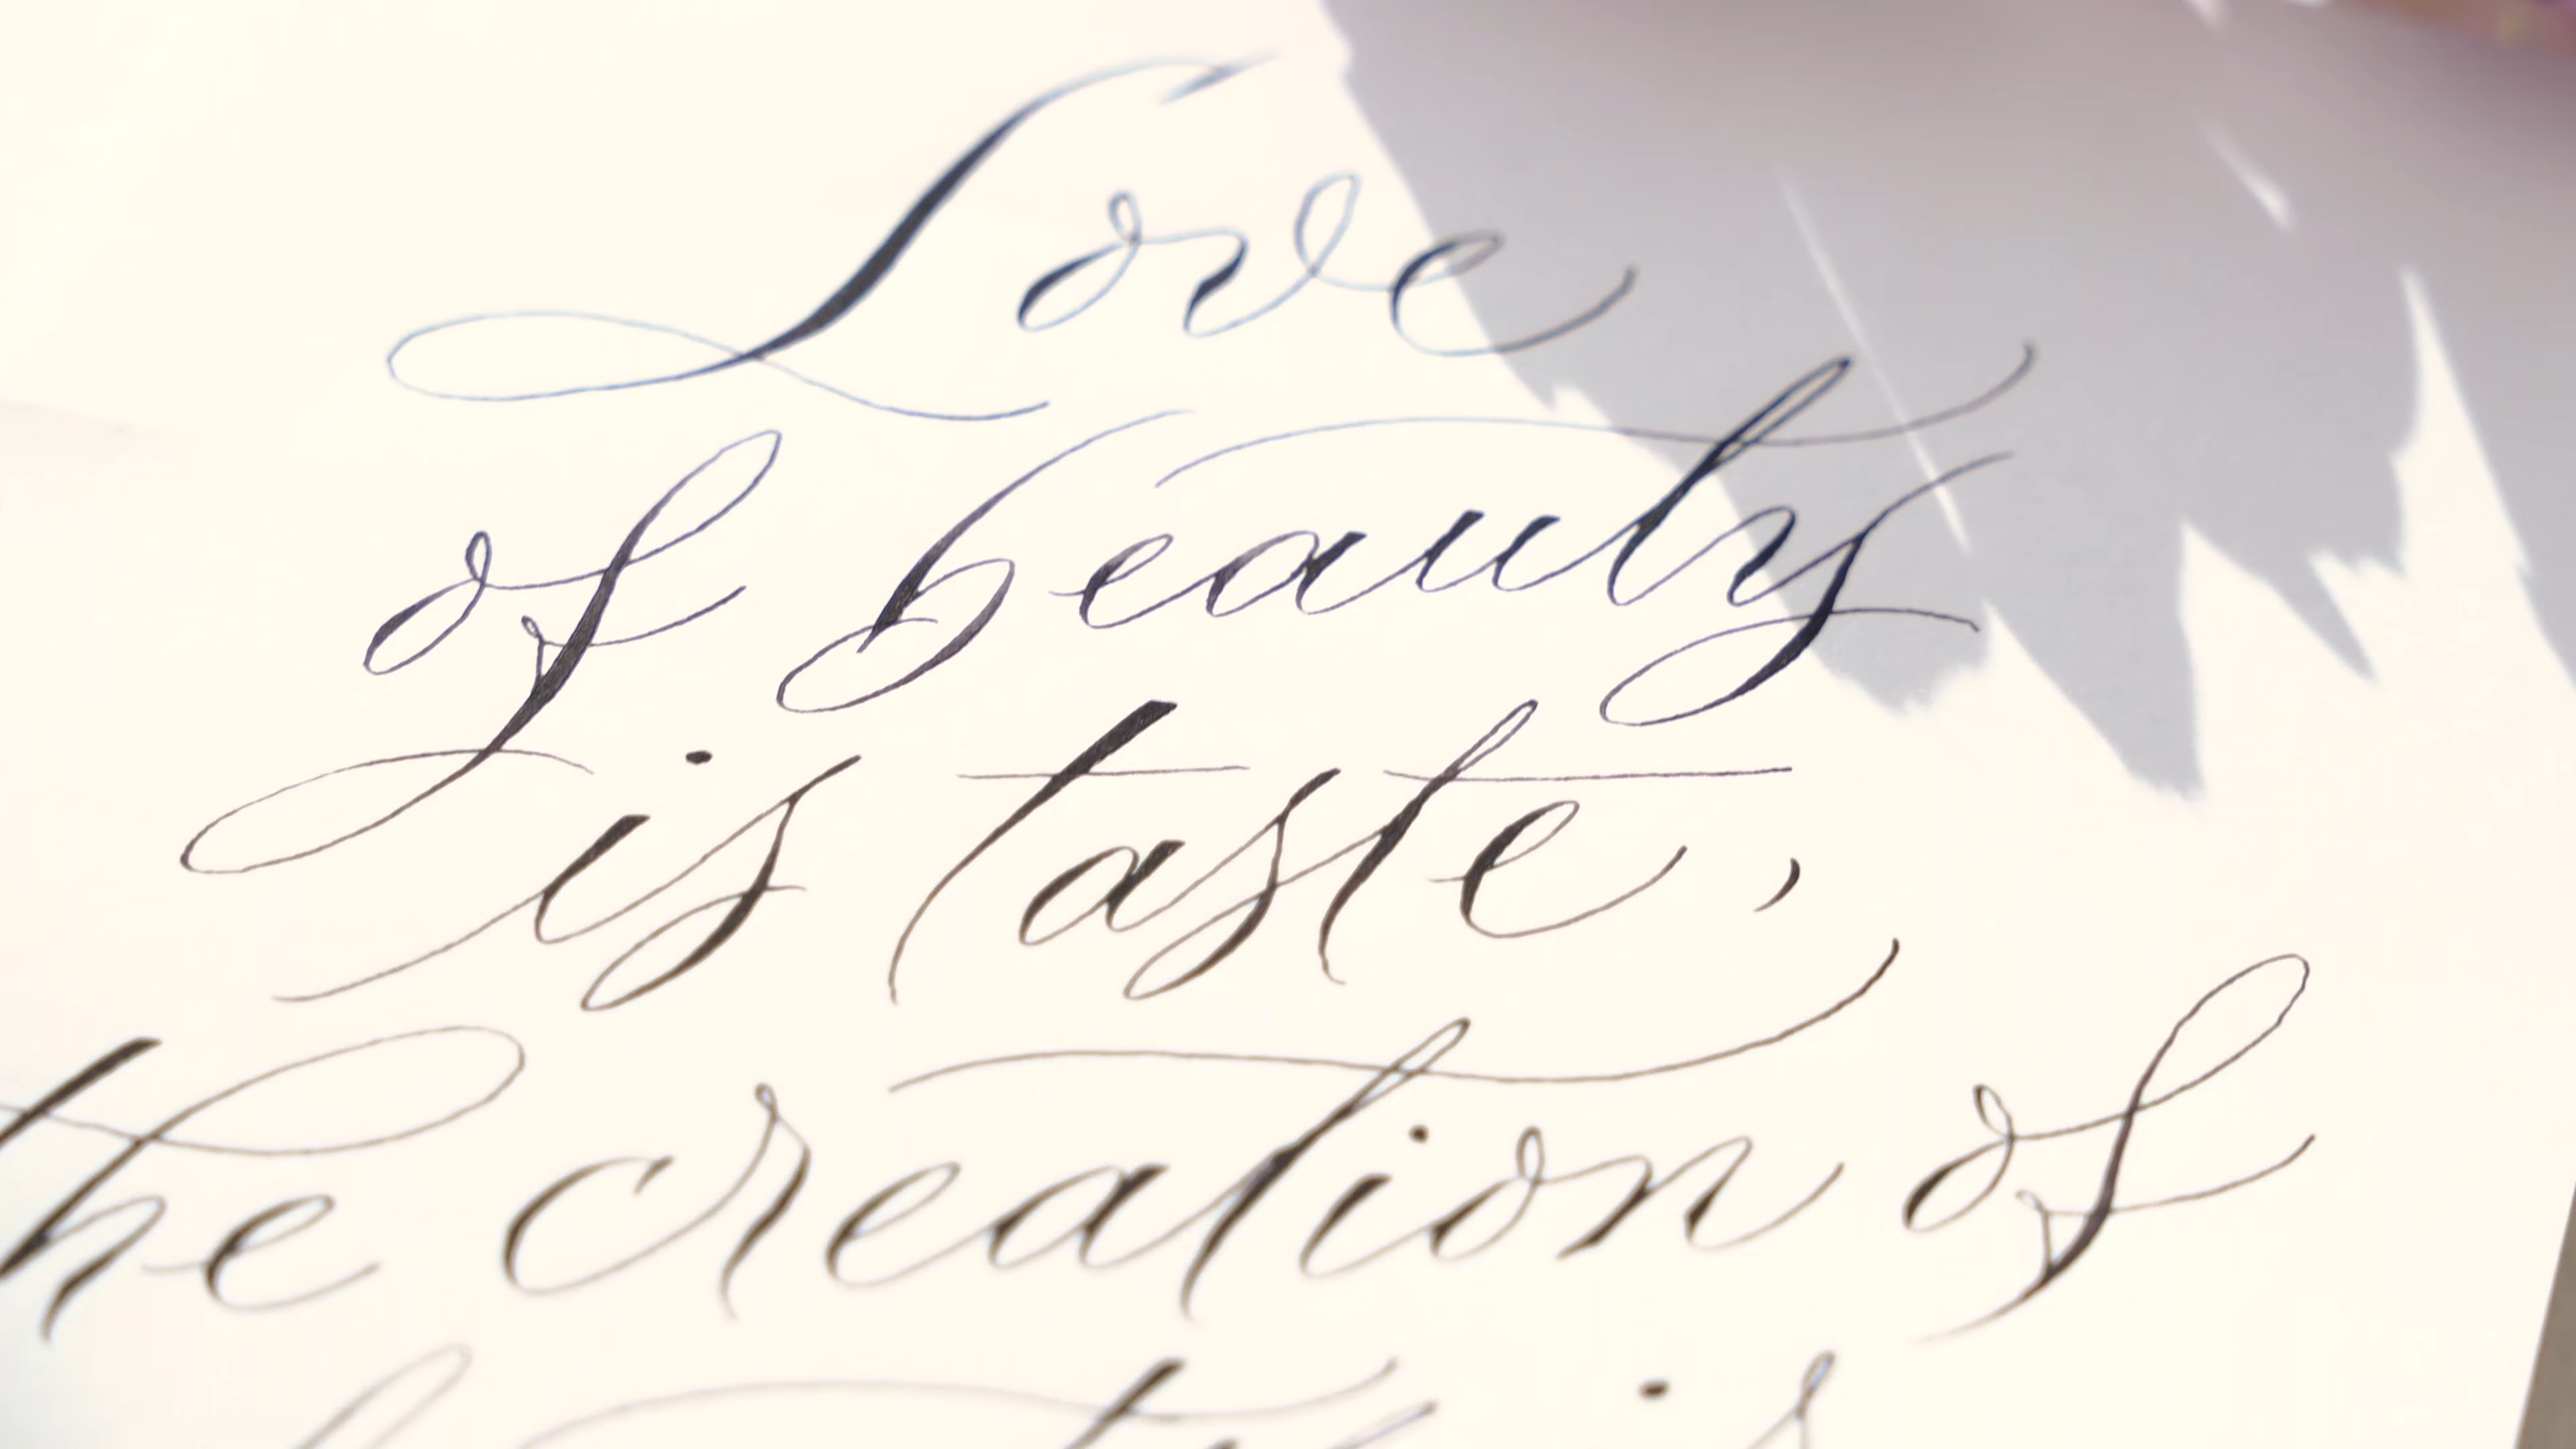 Love
of beauty
is taste,
the creation of